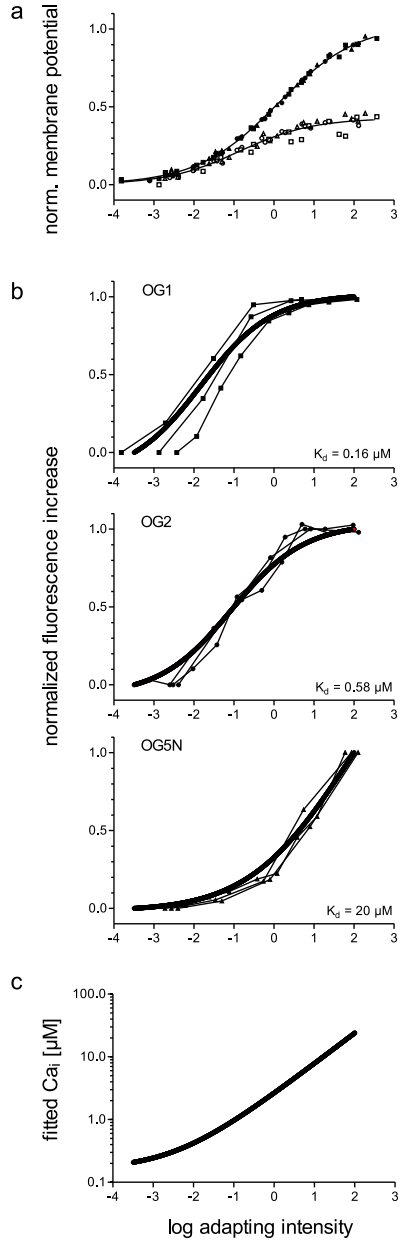 a
norm. membrane potential
1.0
0.5
0.0
-4 -3 -2 -1 0 1 2 3
b
normalized fluorescence increase
OG1
1.0
0.5
0.0
K_d = 0.16 µM
-4 -3 -2 -1 0 1 2 3
OG2
1.0
0.5
0.0
K_d = 0.58 µM
-4 -3 -2 -1 0 1 2 3
OG5N
1.0
0.5
0.0
K_d = 20 µM
-4 -3 -2 -1 0 1 2 3
c
fitted Ca_i [µM]
100.0
10.0
1.0
0.1
-4 -3 -2 -1 0 1 2 3
log adapting intensity